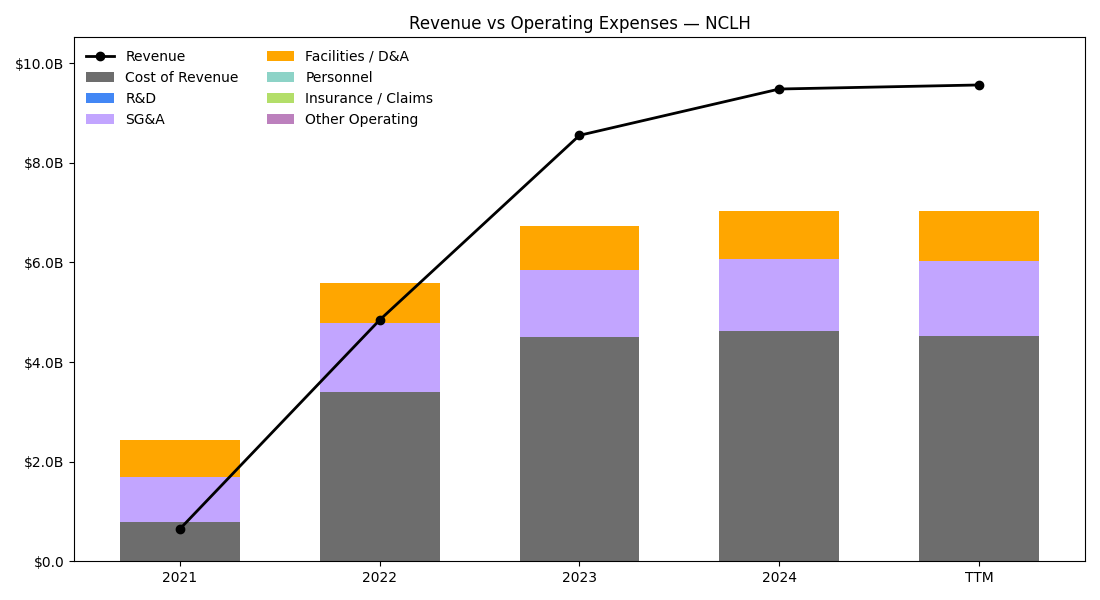 Revenue vs Operating Expenses — NCLH
Revenue
Cost of Revenue
R&D
SG&A
Facilities / D&A
Personnel
Insurance / Claims
Other Operating
$10.0B
$8.0B
$6.0B
$4.0B
$2.0B
$0.0
2021
2022
2023
2024
TTM